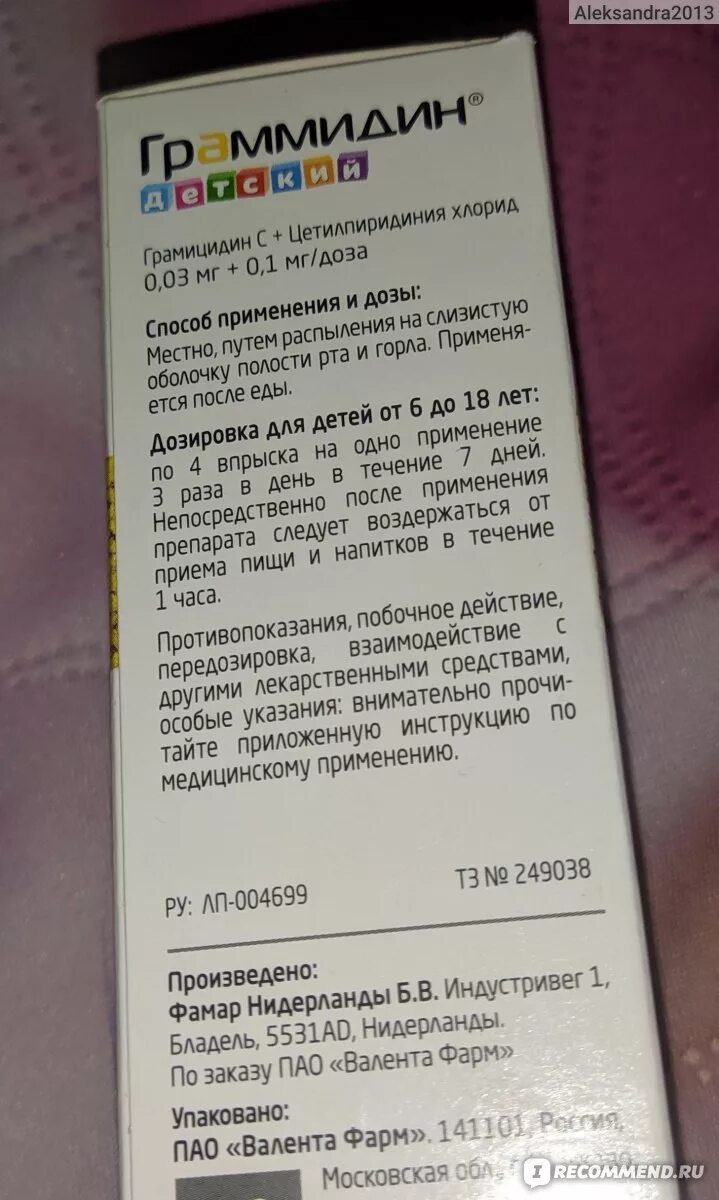 Aleksandra2013
Граммидин®
детский
Грамицидин С + Цетилпиридиния хлорид
0,03 мг + 0,1 мг/доза
Способ применения и дозы:
Местно, путем распыления на слизистую
оболочку полости рта и горла. Применя-
ется после еды.
Дозировка для детей от 6 до 18 лет:
по 4 впрыска на одно применение
3 раза в день в течение 7 дней.
Непосредственно после применения
препарата следует воздержаться от
приема пищи и напитков в течение
1 часа.
Противопоказания, побочное действие,
передозировка, взаимодействие с
другими лекарственными средствами,
особые указания: внимательно прочи-
тайте приложенную инструкцию по
медицинскому применению.
РУ: ЛП-004699
ТЗ № 249038
Произведено:
Фамар Нидерланды Б.В. Индустривег 1,
Бладель, 5531AD, Нидерланды.
По заказу ПАО «Валента Фарм»
Упаковано:
ПАО «Валента Фарм». 141101, Россия,
Московская обл.,
IRECOMMEND.RU